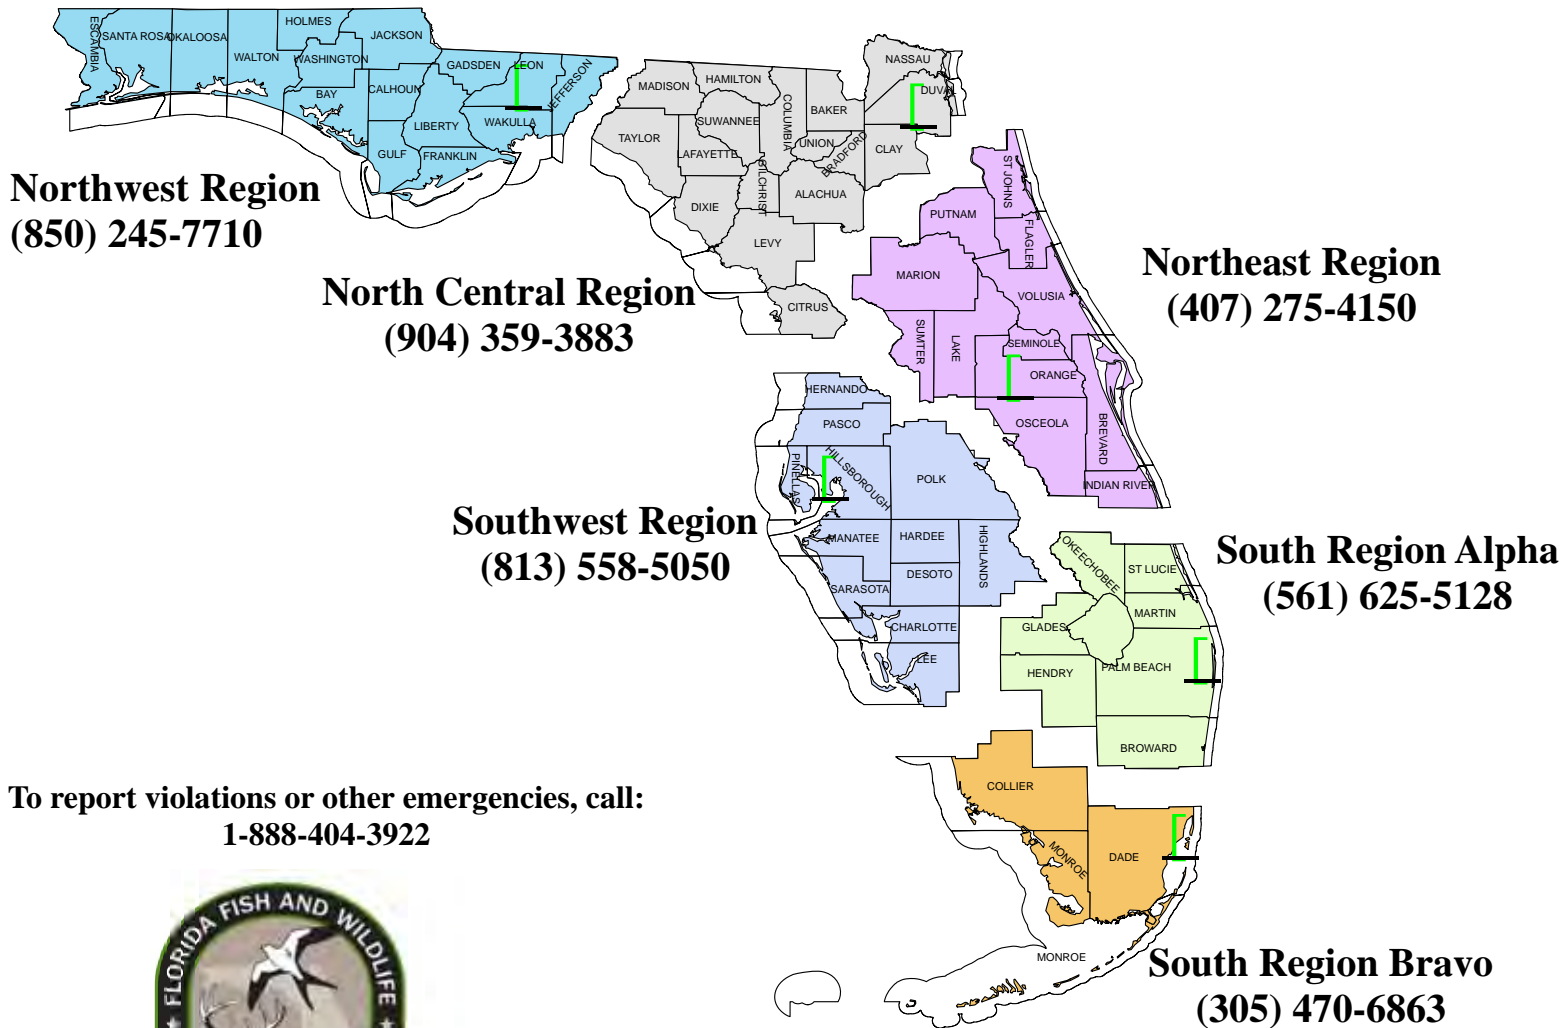 ESCAMBIA
SANTA ROSA
OKALOOSA
WALTON
HOLMES
WASHINGTON
JACKSON
BAY
CALHOUN
GULF
LIBERTY
FRANKLIN
GADSDEN
LEON
WAKULLA
JEFFERSON
Northwest Region
(850) 245-7710
MADISON
HAMILTON
TAYLOR
SUWANNEE
LAFAYETTE
COLUMBIA
BAKER
UNION
BRADFORD
NASSAU
DUVAL
CLAY
GILCHRIST
ALACHUA
DIXIE
LEVY
CITRUS
North Central Region
(904) 359-3883
ST JOHNS
PUTNAM
FLAGLER
MARION
VOLUSIA
SUMTER
LAKE
SEMINOLE
ORANGE
OSCEOLA
BREVARD
INDIAN RIVER
Northeast Region
(407) 275-4150
HERNANDO
PASCO
PINELLAS
HILLSBOROUGH
POLK
MANATEE
HARDEE
HIGHLANDS
SARASOTA
DESOTO
CHARLOTTE
LEE
Southwest Region
(813) 558-5050
OKEECHOBEE
ST LUCIE
MARTIN
GLADES
HENDRY
PALM BEACH
BROWARD
South Region Alpha
(561) 625-5128
COLLIER
MONROE
DADE
MONROE
South Region Bravo
(305) 470-6863
To report violations or other emergencies, call:
1-888-404-3922
FLORIDA FISH AND WILDLIFE